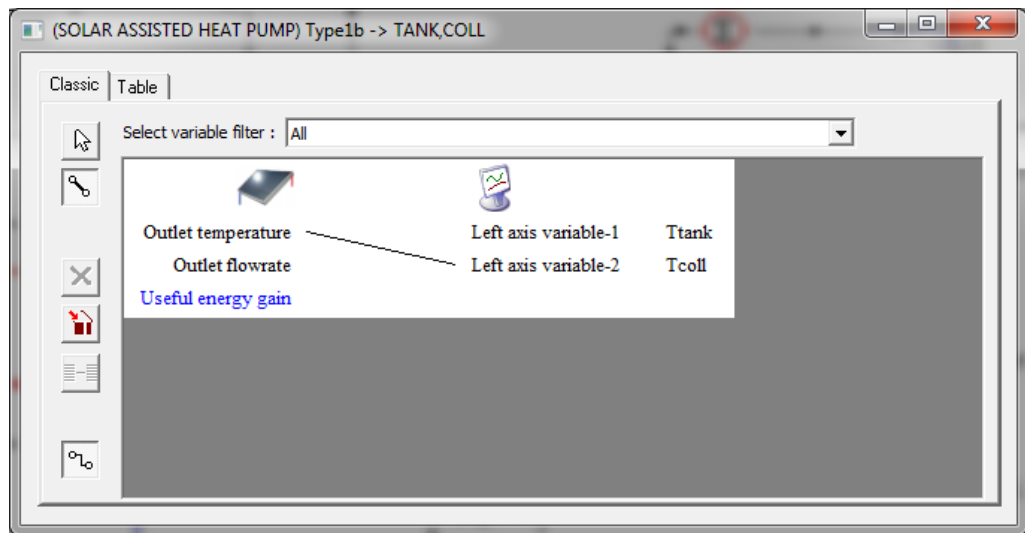 (SOLAR ASSISTED HEAT PUMP) Type1b -> TANK,COLL
Classic Table
Select variable filter : All
Outlet temperature Left axis variable-1 Ttank
Outlet flowrate Left axis variable-2 Tcoll
Useful energy gain